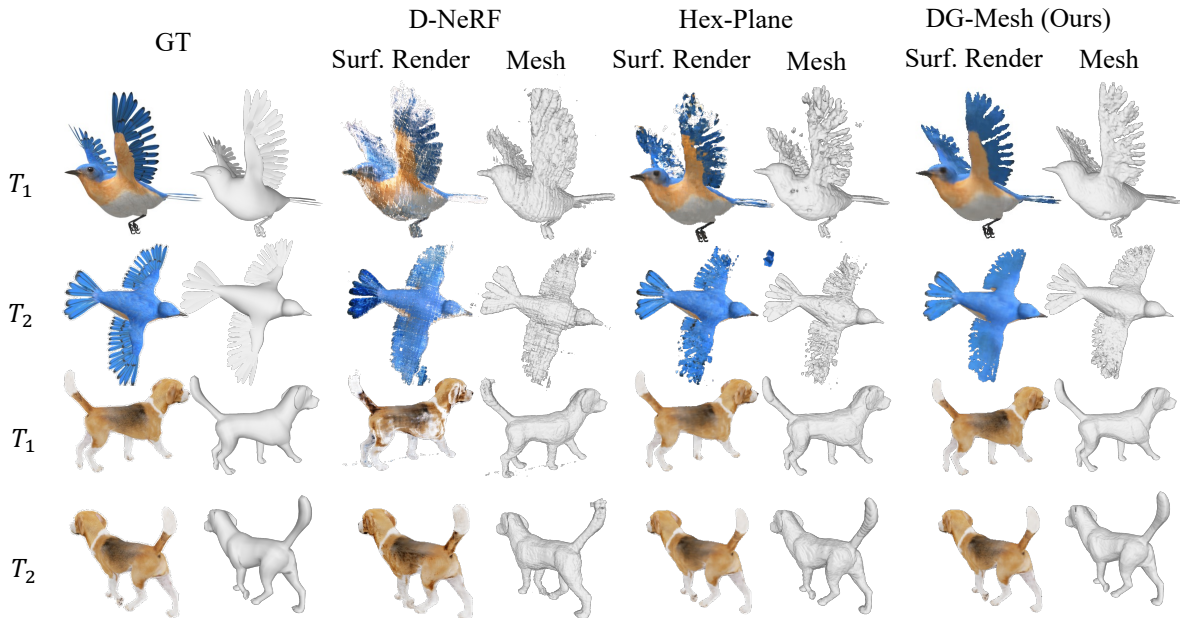 GT D-NeRF Hex-Plane DG-Mesh (Ours)
Surf. Render Mesh Surf. Render Mesh Surf. Render Mesh
T₁
T₂
T₁
T₂